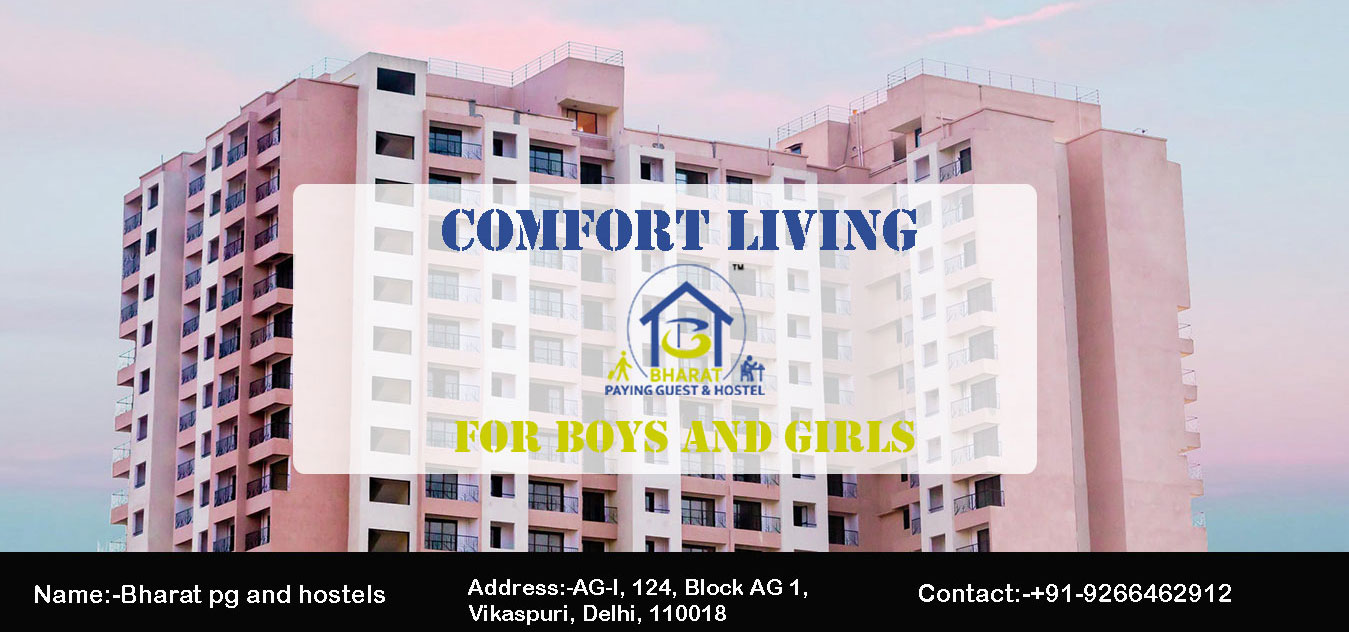 COMFORT LIVING
TM
B
BHARAT
PAYING GUEST & HOSTEL
FOR BOYS AND GIRLS
Name:-Bharat pg and hostels
Address:-AG-I, 124, Block AG 1,
Vikaspuri, Delhi, 110018
Contact:-+91-9266462912